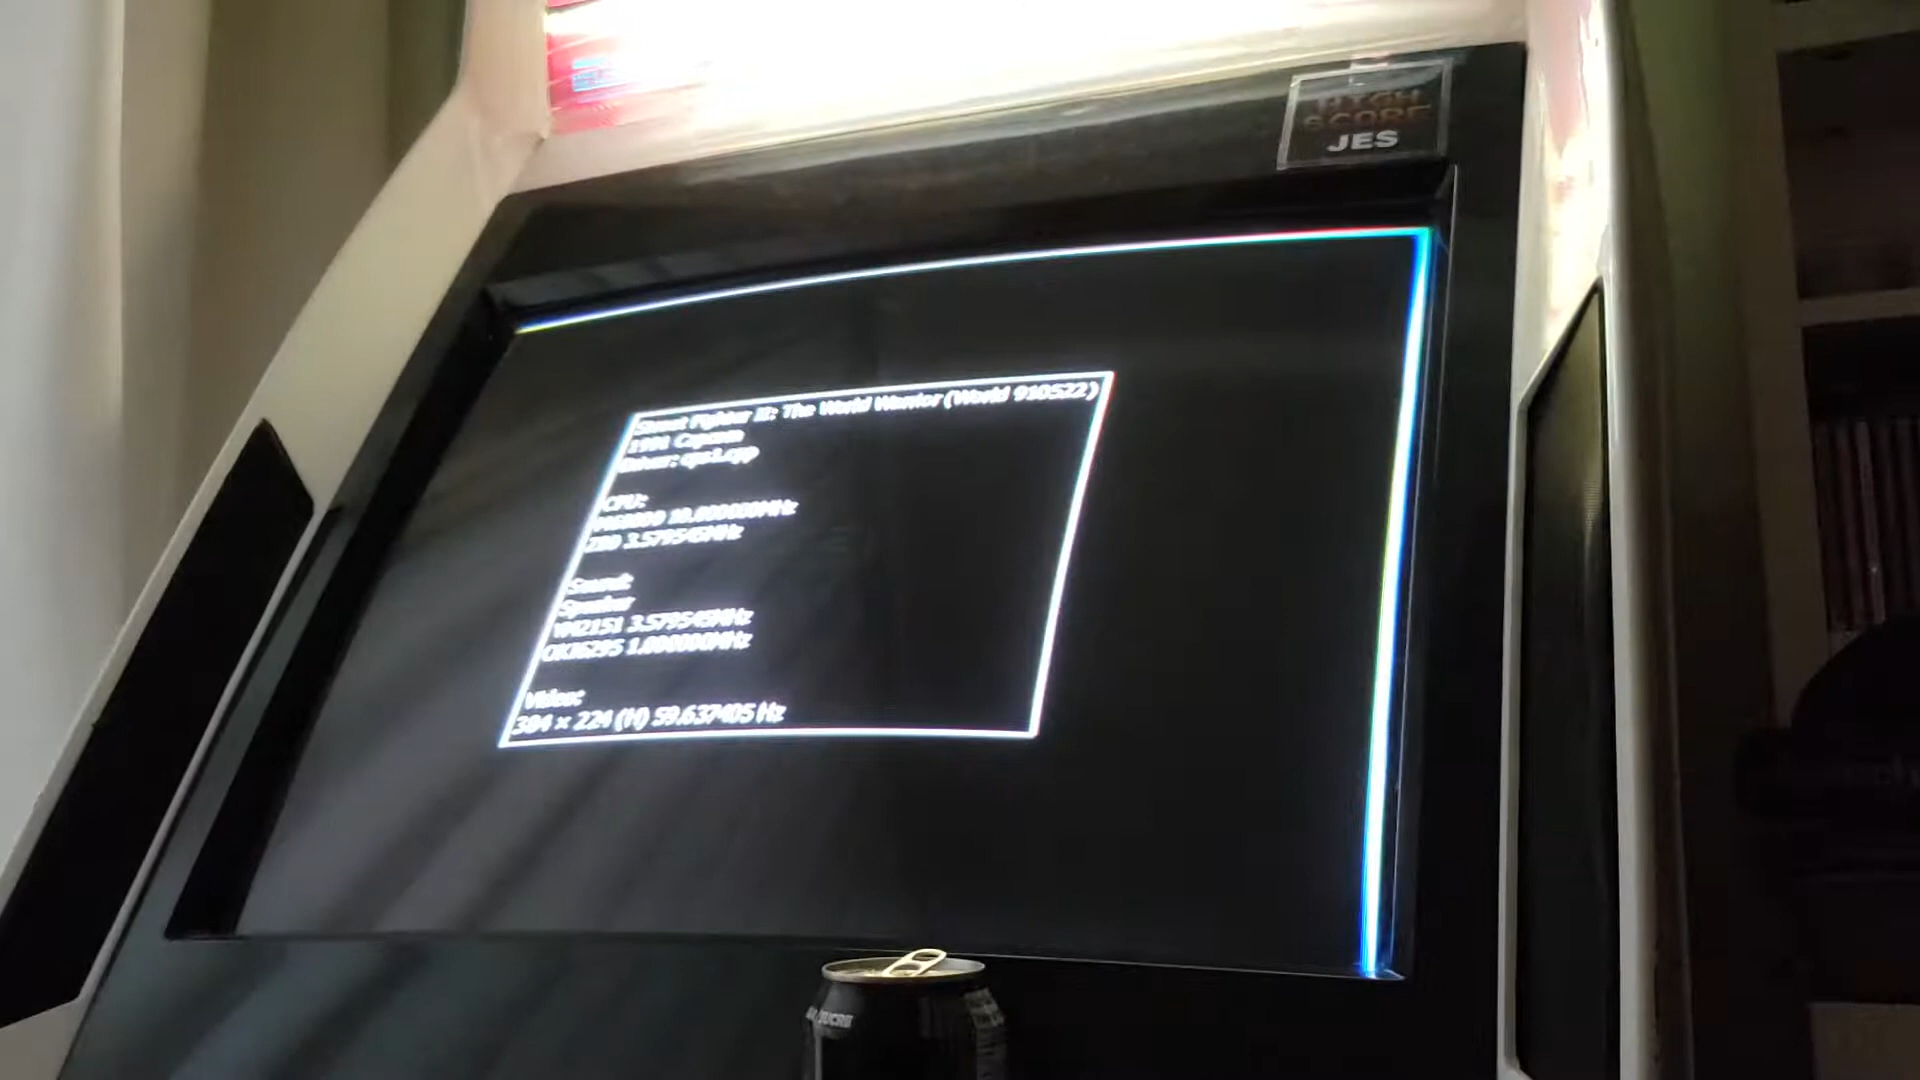 HIGH
SCORE
JES
Street Fighter II: The World Warrior (World 910522)
1991 Capcom
Driver: cps1.cpp
CPU:
M68000 10.000000MHz
Z80 3.579545MHz
Sound:
Speaker
YM2151 3.579545MHz
OKI6295 1.000000MHz
Video:
384 x 224 (H) 59.637405 Hz
SUCRE